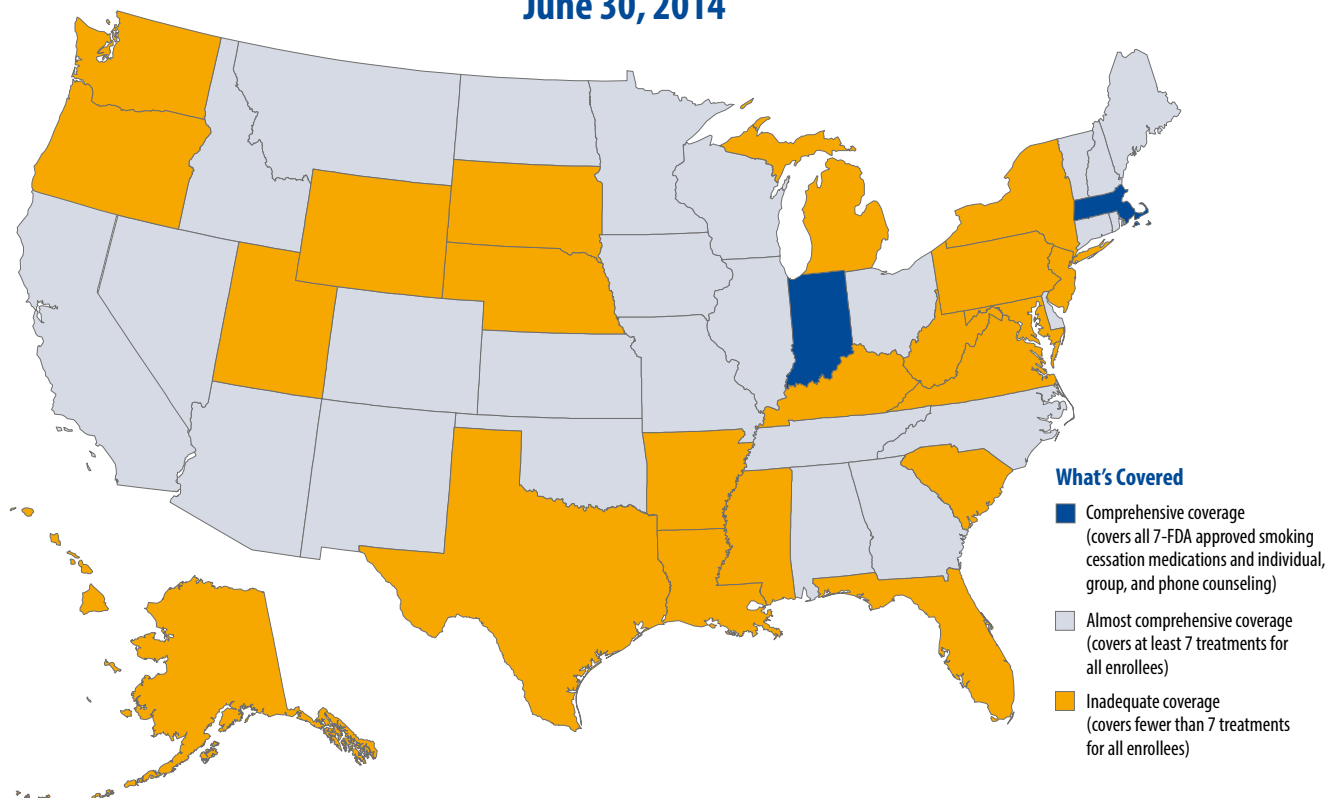 June 30, 2014
What's Covered
Comprehensive coverage
(covers all 7-FDA approved smoking
cessation medications and individual,
group, and phone counseling)
Almost comprehensive coverage
(covers at least 7 treatments for
all enrollees)
Inadequate coverage
(covers fewer than 7 treatments
for all enrollees)